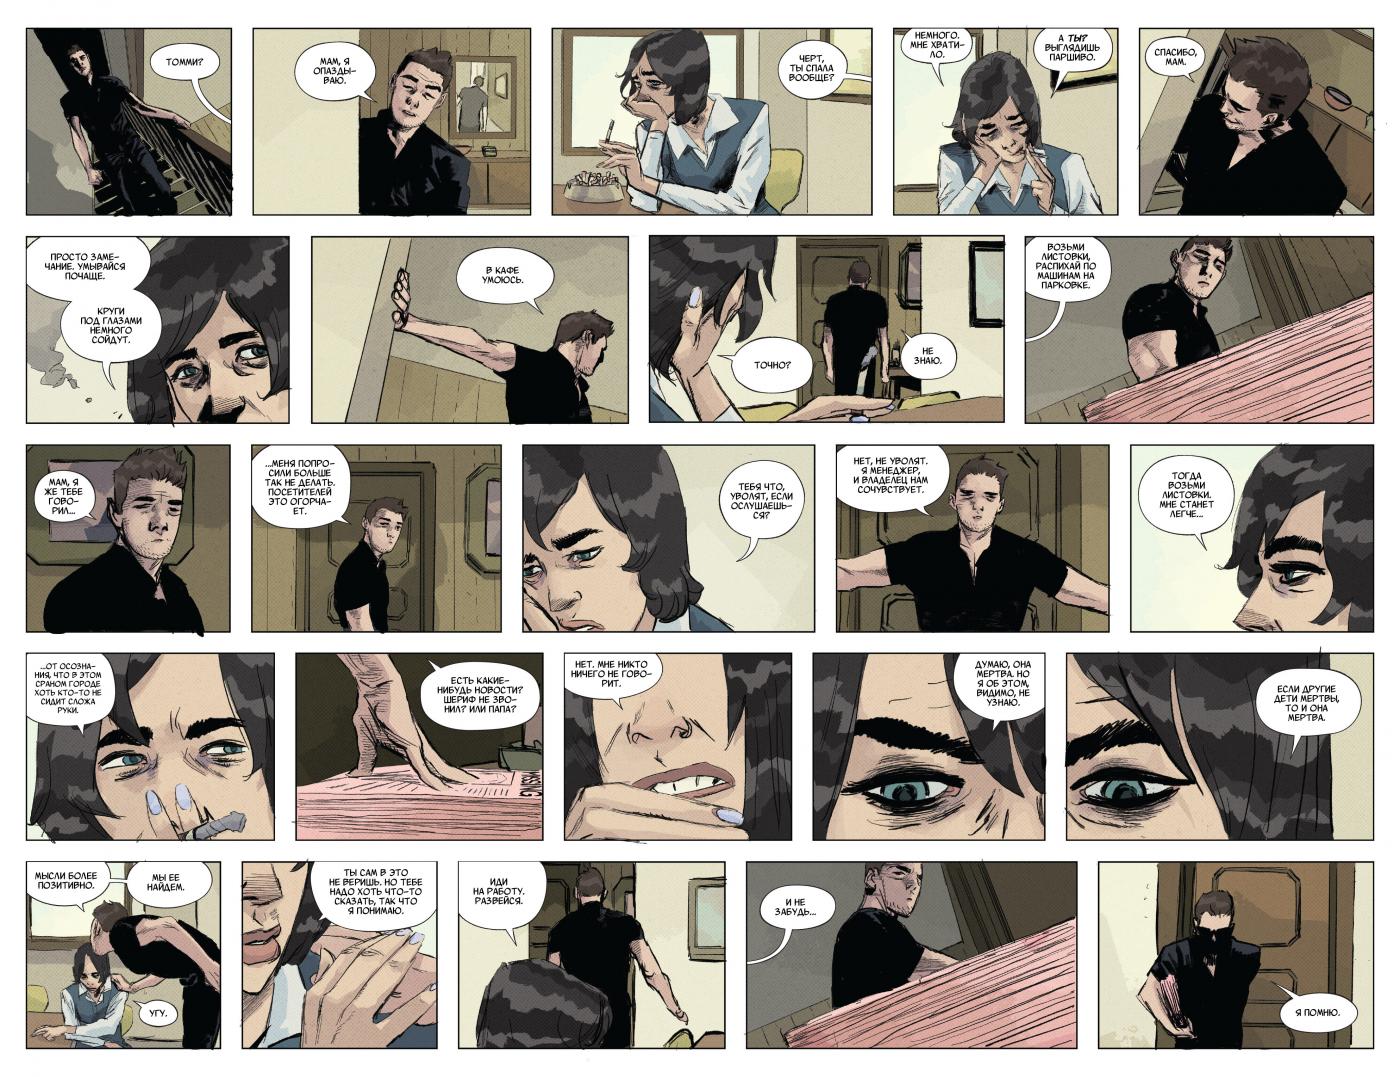 ТОММИ?
МАМ, Я
ОПАЗДЫ-
ВАЮ.
ЧЕРТ,
ТЫ СПАЛА
ВООБЩЕ?
НЕМНОГО.
МНЕ ХВАТИ-
ЛО.
А ТЫ?
ВЫГЛЯДИШЬ
ПАРШИВО.
СПАСИБО,
МАМ.
ПРОСТО ЗАМЕ-
ЧАНИЕ. УМЫВАЙСЯ
ПОЧАЩЕ.
КРУГИ
ПОД ГЛАЗАМИ
НЕМНОГО
СОЙДУТ.
В КАФЕ
УМОЮСЬ.
ТОЧНО?
НЕ
ЗНАЮ.
ВОЗЬМИ
ЛИСТОВКИ,
РАСПИХАЙ ПО
МАШИНАМ НА
ПАРКОВКЕ.
МАМ, Я
ЖЕ ТЕБЕ
ГОВО-
РИЛ...
...МЕНЯ ПОПРО-
СИЛИ БОЛЬШЕ
ТАК НЕ ДЕЛАТЬ.
ПОСЕТИТЕЛЕЙ
ЭТО ОГОРЧА-
ЕТ.
ТЕБЯ ЧТО,
УВОЛЯТ, ЕСЛИ
ОСЛУШАЕШЬ-
СЯ?
НЕТ, НЕ УВОЛЯТ.
Я МЕНЕДЖЕР,
И ВЛАДЕЛЕЦ НАМ
СОЧУВСТВУЕТ.
ТОГДА
ВОЗЬМИ
ЛИСТОВКИ.
МНЕ СТАНЕТ
ЛЕГЧЕ...
...ОТ ОСОЗНА-
НИЯ, ЧТО В ЭТОМ
СРАНОМ ГОРОДЕ
ХОТЬ КТО-ТО НЕ
СИДИТ СЛОЖА
РУКИ.
ЕСТЬ КАКИЕ-
НИБУДЬ НОВОСТИ?
ШЕРИФ НЕ ЗВО-
НИЛ? ИЛИ ПАПА?
MISSING
НЕТ. МНЕ НИКТО
НИЧЕГО НЕ ГОВО-
РИТ.
ДУМАЮ, ОНА
МЕРТВА. НО
Я ОБ ЭТОМ,
ВИДИМО, НЕ
УЗНАЮ.
ЕСЛИ ДРУГИЕ
ДЕТИ МЕРТВЫ,
ТО И ОНА
МЕРТВА.
МЫСЛИ БОЛЕЕ
ПОЗИТИВНО.
МЫ ЕЕ
НАЙДЕМ.
УГУ.
ТЫ САМ В ЭТО
НЕ ВЕРИШЬ. НО ТЕБЕ
НАДО ХОТЬ ЧТО-ТО
СКАЗАТЬ, ТАК ЧТО
Я ПОНИМАЮ.
ИДИ
НА РАБОТУ.
РАЗВЕЙСЯ.
И НЕ
ЗАБУДЬ...
Я ПОМНЮ.